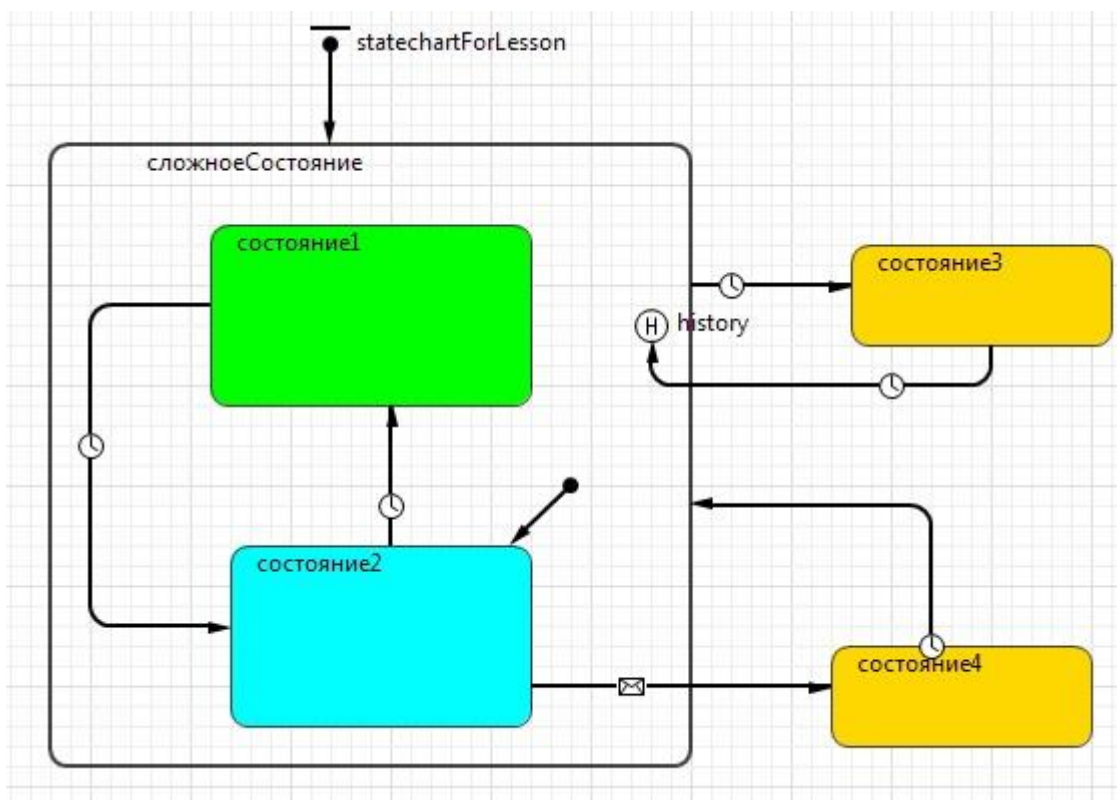 statechartForLesson
сложноеСостояние
состояние1
состояние3
H history
состояние2
состояние4